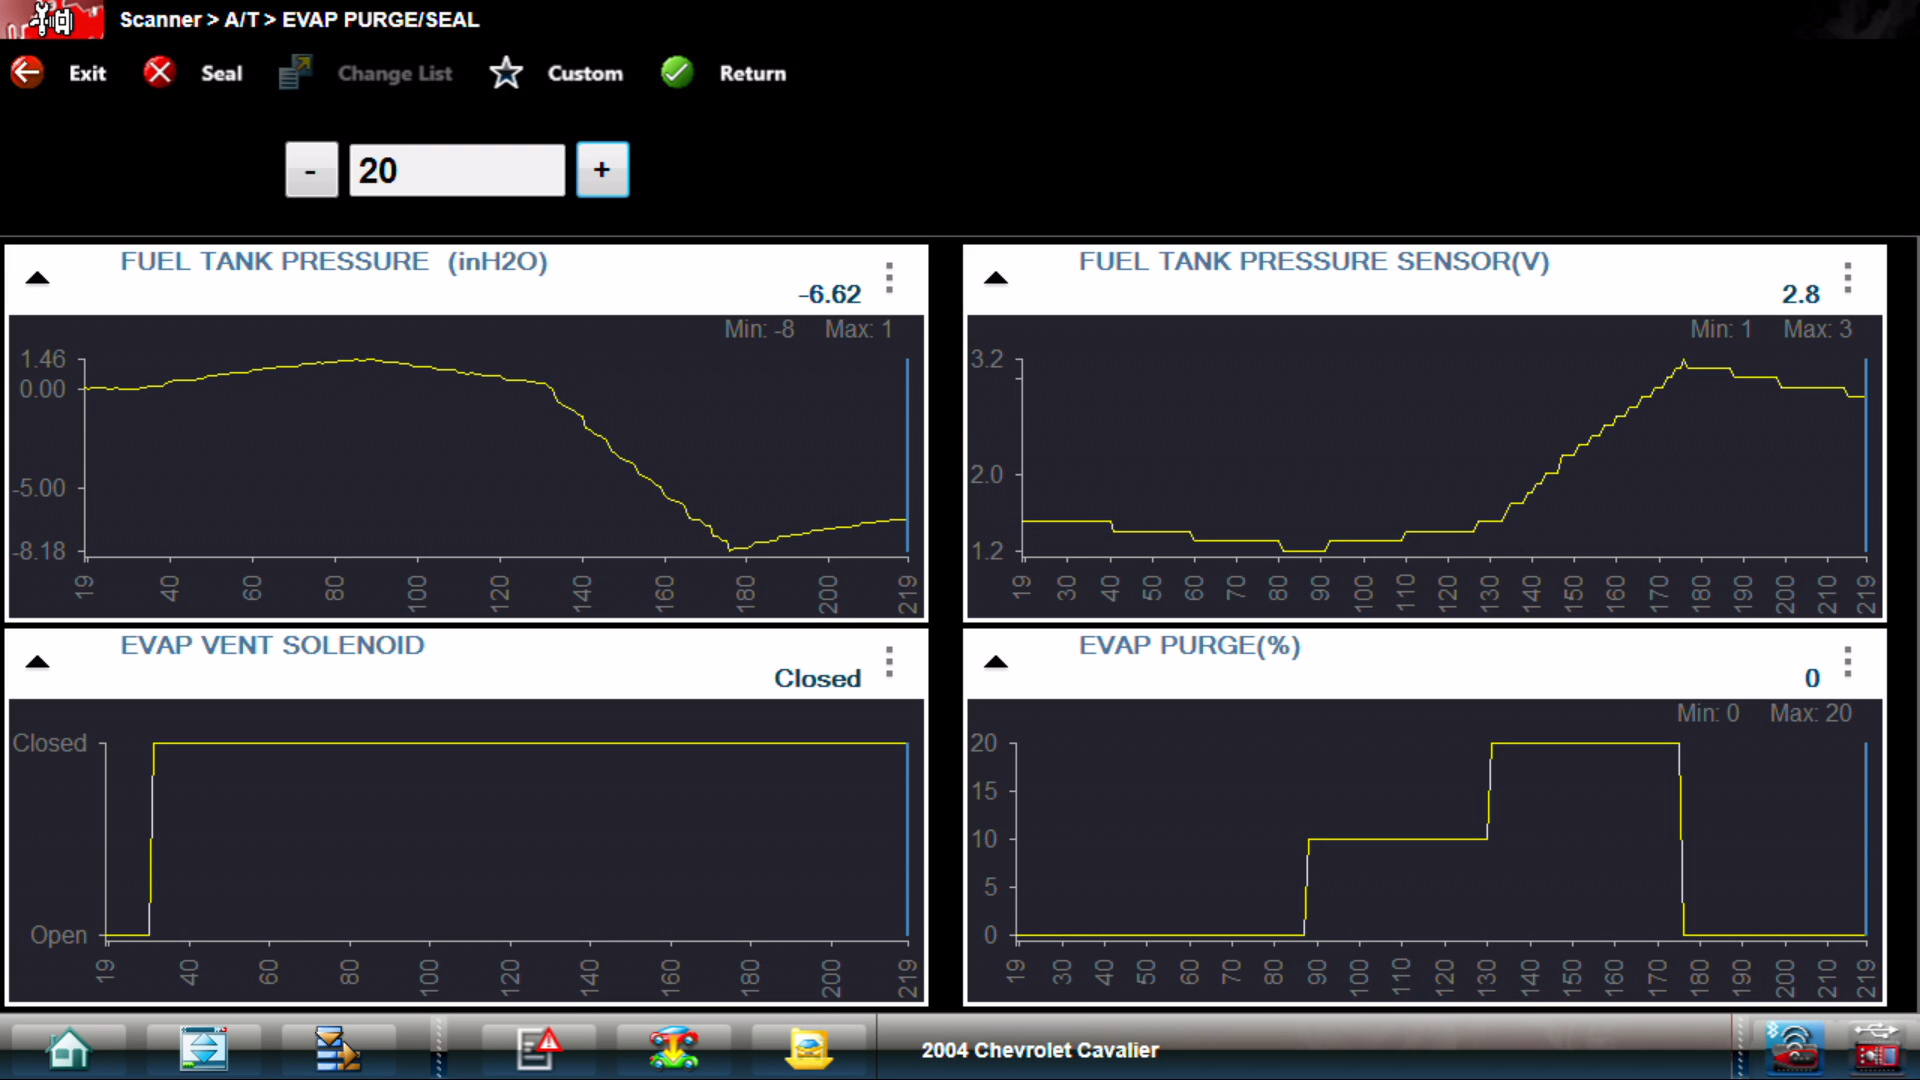 Scanner > A/T > EVAP PURGE/SEAL
Exit Seal Change List Custom Return
- 20 +
FUEL TANK PRESSURE (inH2O)
-6.62
Min: -8 Max: 1
1.46
0.00
-5.00
-8.18
19 40 60 80 100 120 140 160 180 200 219
FUEL TANK PRESSURE SENSOR(V)
2.8
Min: 1 Max: 3
3.2
2.0
1.2
19 30 40 50 60 70 80 90 100 110 120 130 140 150 160 170 180 190 200 210 219
EVAP VENT SOLENOID
Closed
Closed
Open
19 40 60 80 100 120 140 160 180 200 219
EVAP PURGE(%)
0
Min: 0 Max: 20
20
15
10
5
0
19 30 40 50 60 70 80 90 100 110 120 130 140 150 160 170 180 190 200 210 219
2004 Chevrolet Cavalier